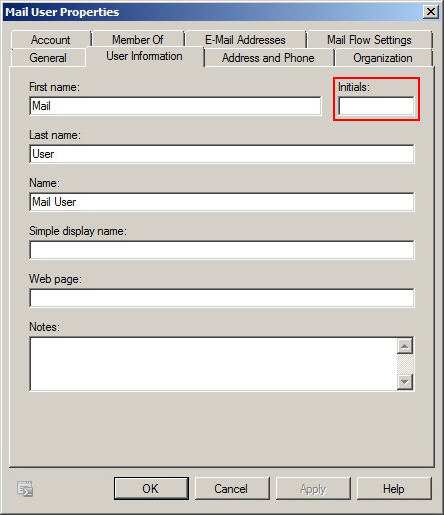 Mail User Properties
Account Member Of E-Mail Addresses Mail Flow Settings
General User Information Address and Phone Organization
First name: Initials:
Mail
Last name:
User
Name:
Mail User
Simple display name:
Web page:
Notes:
OK Cancel Apply Help